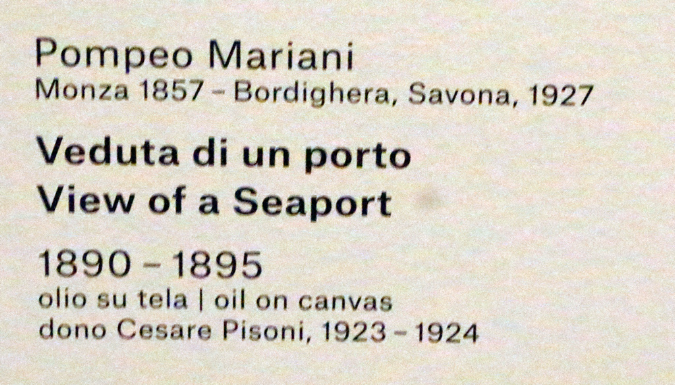 Pompeo Mariani
Monza 1857 – Bordighera, Savona, 1927
Veduta di un porto
View of a Seaport
1890 – 1895
olio su tela | oil on canvas
dono Cesare Pisoni, 1923 – 1924